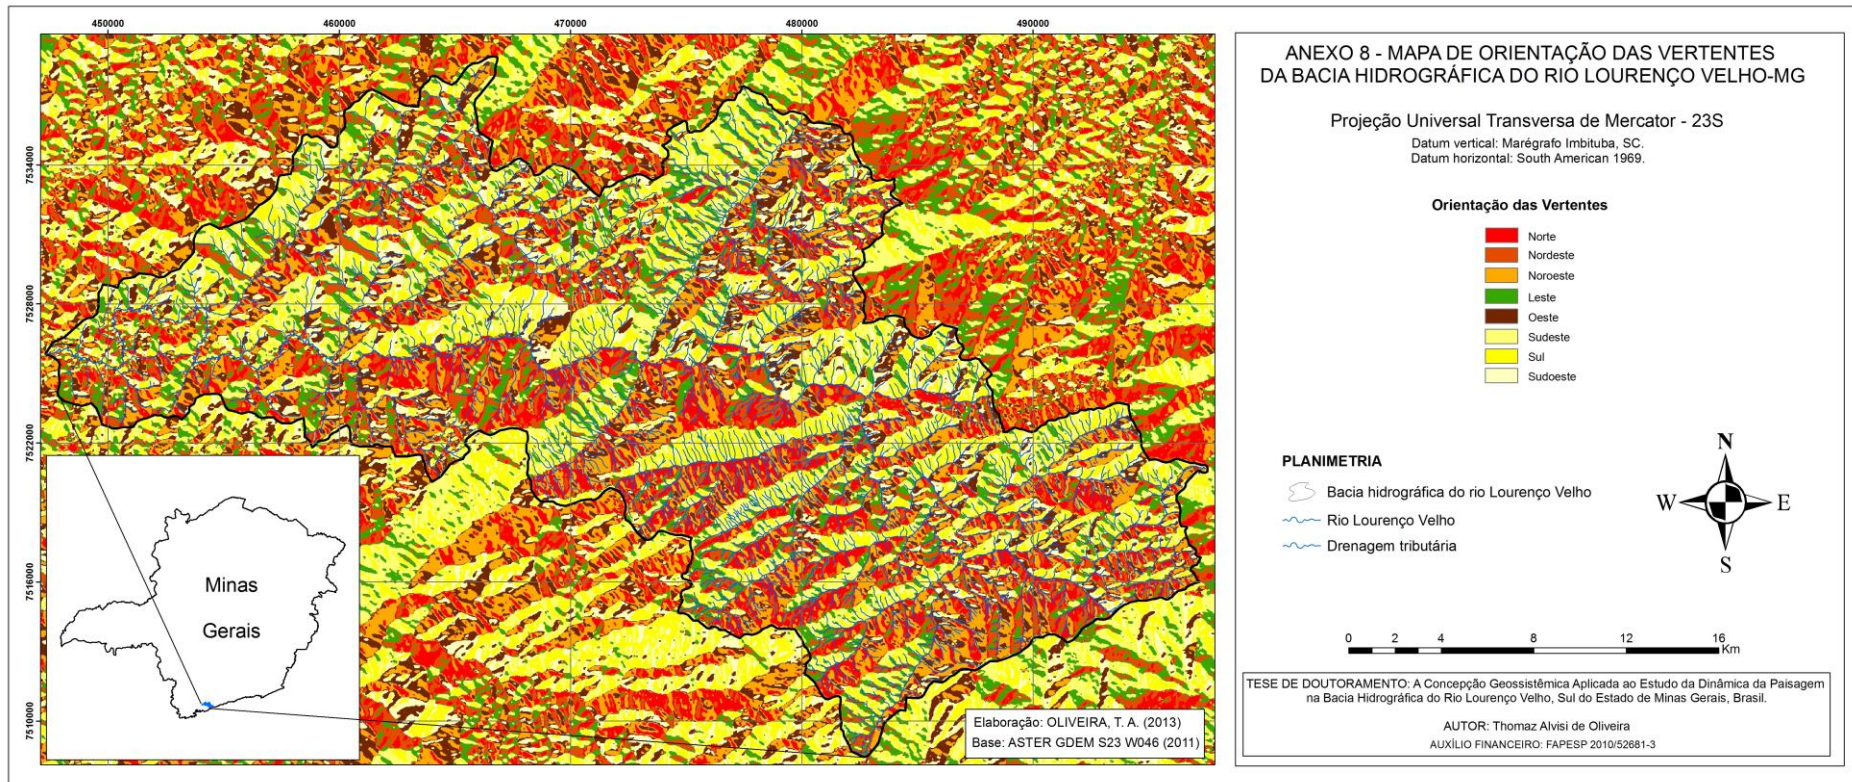 450000
460000
470000
480000
490000
7534000
7528000
7522000
7516000
7510000
Minas
Gerais
Elaboração: OLIVEIRA, T. A. (2013)
Base: ASTER GDEM S23 W046 (2011)
ANEXO 8 - MAPA DE ORIENTAÇÃO DAS VERTENTES
DA BACIA HIDROGRÁFICA DO RIO LOURENÇO VELHO-MG
Projeção Universal Transversa de Mercator - 23S
Datum vertical: Marégrafo Imbituba, SC.
Datum horizontal: South American 1969.
Orientação das Vertentes
Norte
Nordeste
Noroeste
Leste
Oeste
Sudeste
Sul
Sudoeste
PLANIMETRIA
Bacia hidrográfica do rio Lourenço Velho
Rio Lourenço Velho
Drenagem tributária
N
W
E
S
0 2 4 8 12 16
Km
TESE DE DOUTORAMENTO: A Concepção Geossistêmica Aplicada ao Estudo da Dinâmica da Paisagem
na Bacia Hidrográfica do Rio Lourenço Velho, Sul do Estado de Minas Gerais, Brasil.
AUTOR: Thomaz Alvisi de Oliveira
AUXÍLIO FINANCEIRO: FAPESP 2010/52681-3